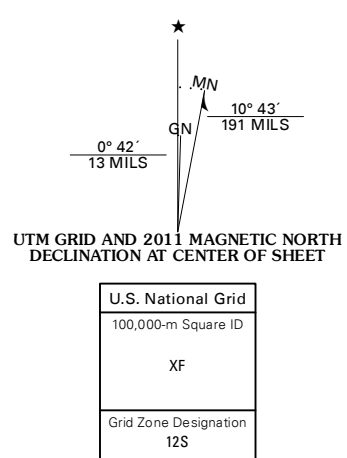 ★
MN
GN
10° 43´
191 MILS
0° 42´
13 MILS
UTM GRID AND 2011 MAGNETIC NORTH
DECLINATION AT CENTER OF SHEET
U.S. National Grid
100,000-m Square ID
XF
Grid Zone Designation
12S